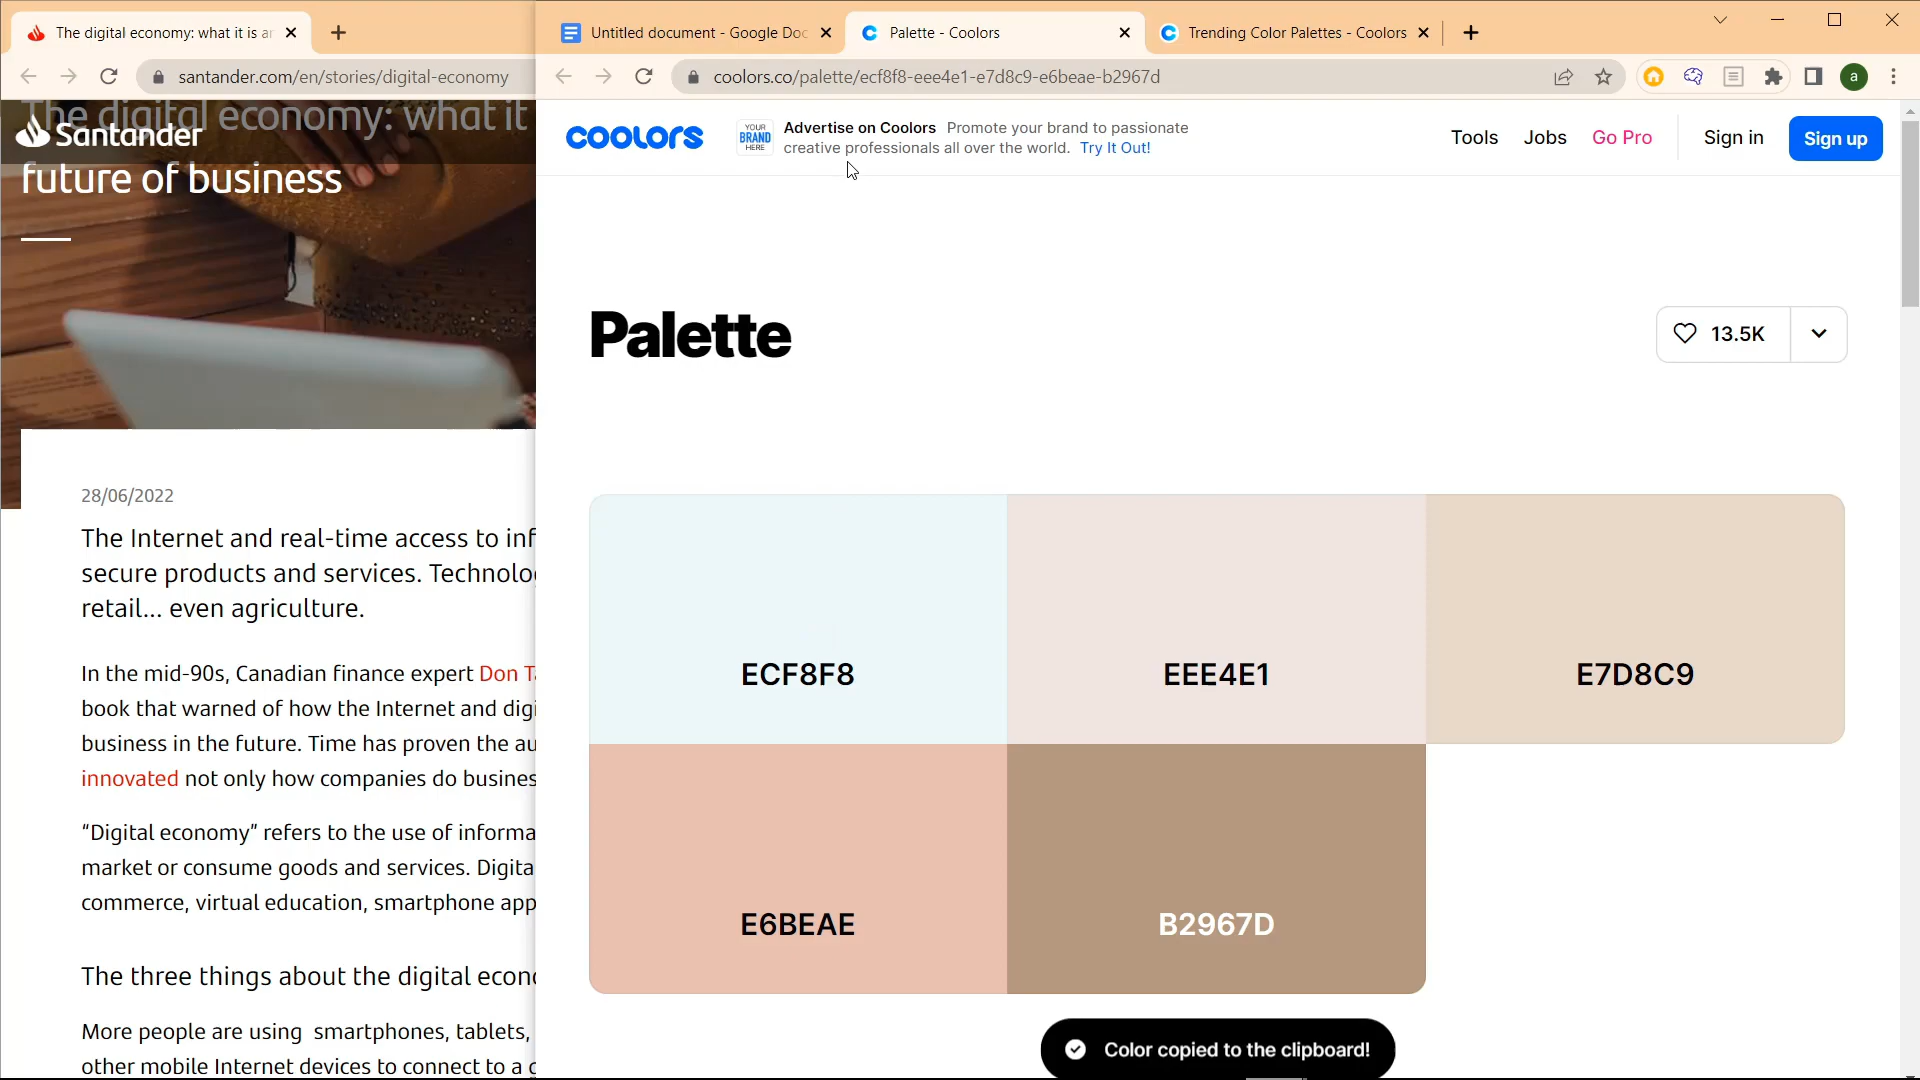 The digital economy: what it is ar
santander.com/en/stories/digital-economy
The digital economy: what it
Santander
future of business
28/06/2022
The Internet and real-time access to inf
secure products and services. Technolo
retail... even agriculture.
In the mid-90s, Canadian finance expert Don Ta
book that warned of how the Internet and digi
business in the future. Time has proven the au
innovated not only how companies do busines
“Digital economy” refers to the use of informa
market or consume goods and services. Digita
commerce, virtual education, smartphone app
The three things about the digital econo
More people are using smartphones, tablets,
other mobile Internet devices to connect to a g
Untitled document - Google Doc
Palette - Coolors
Trending Color Palettes - Coolors
coolors.co/palette/ecf8f8-eee4e1-e7d8c9-e6beae-b2967d
a
coolors
YOUR
BRAND
HERE
Advertise on Coolors Promote your brand to passionate
creative professionals all over the world. Try It Out!
Tools
Jobs
Go Pro
Sign in
Sign up
Palette
13.5K
ECF8F8
EEE4E1
E7D8C9
E6BEAE
B2967D
Color copied to the clipboard!